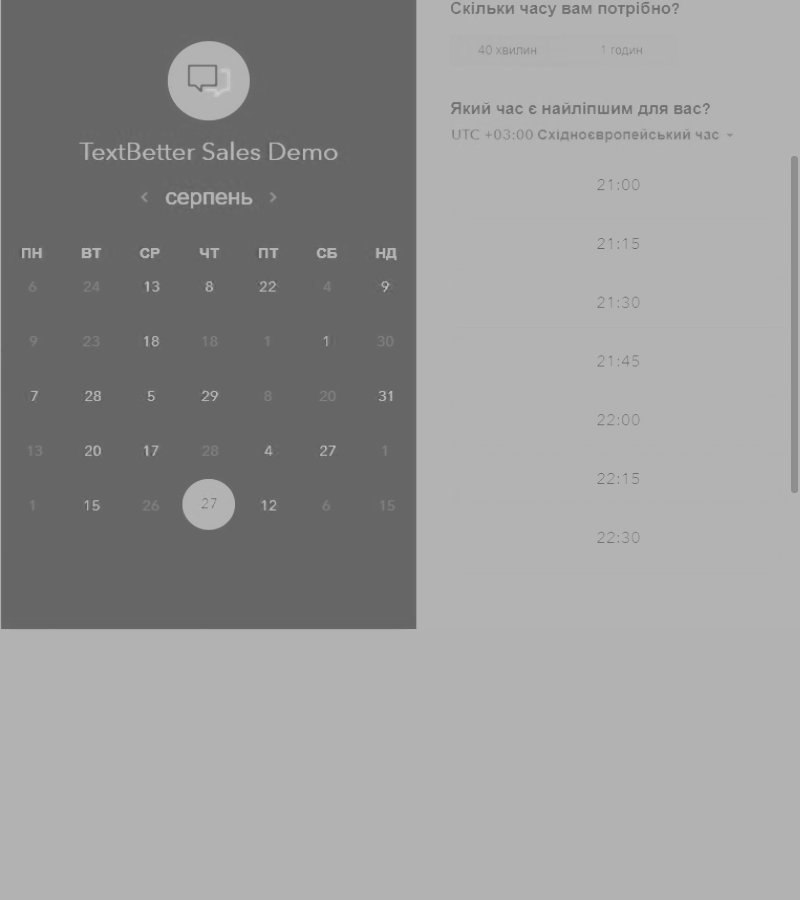 TextBetter Sales Demo
серпень
ПН ВТ СР ЧТ ПТ СБ НД
6 24 13 8 22 4 9
9 23 18 18 1 1 30
7 28 5 29 8 20 31
13 20 17 28 4 27 1
1 15 26 27 12 6 15
Скільки часу вам потрібно?
40 хвилин 1 годин
Який час є найліпшим для вас?
UTC +03:00 Східноєвропейський час
21:00
21:15
21:30
21:45
22:00
22:15
22:30